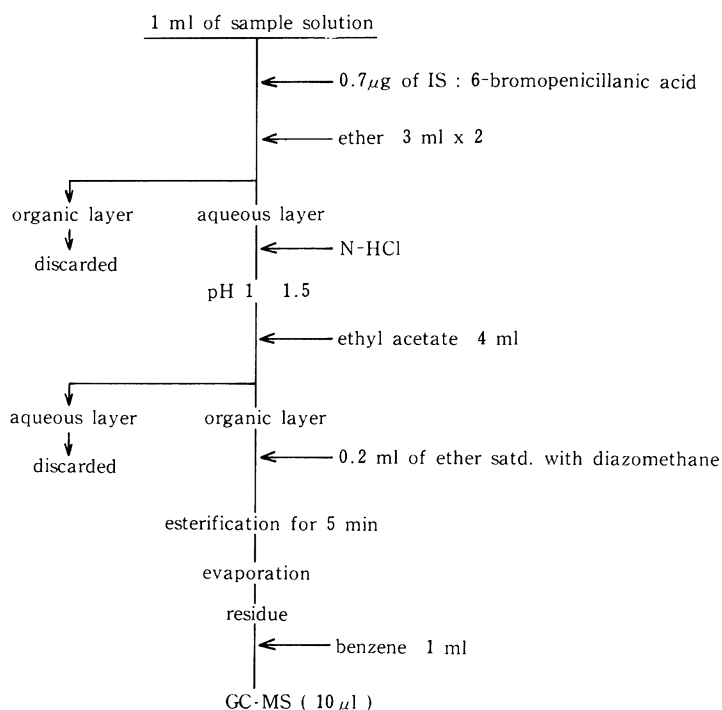 1 ml of sample solution
0.7μg of IS : 6-bromopenicillanic acid
ether 3 ml x 2
organic layer
aqueous layer
discarded
N-HCl
pH 1 1.5
ethyl acetate 4 ml
aqueous layer
organic layer
discarded
0.2 ml of ether satd. with diazomethane
esterification for 5 min
evaporation
residue
benzene 1 ml
GC-MS ( 10 μl )